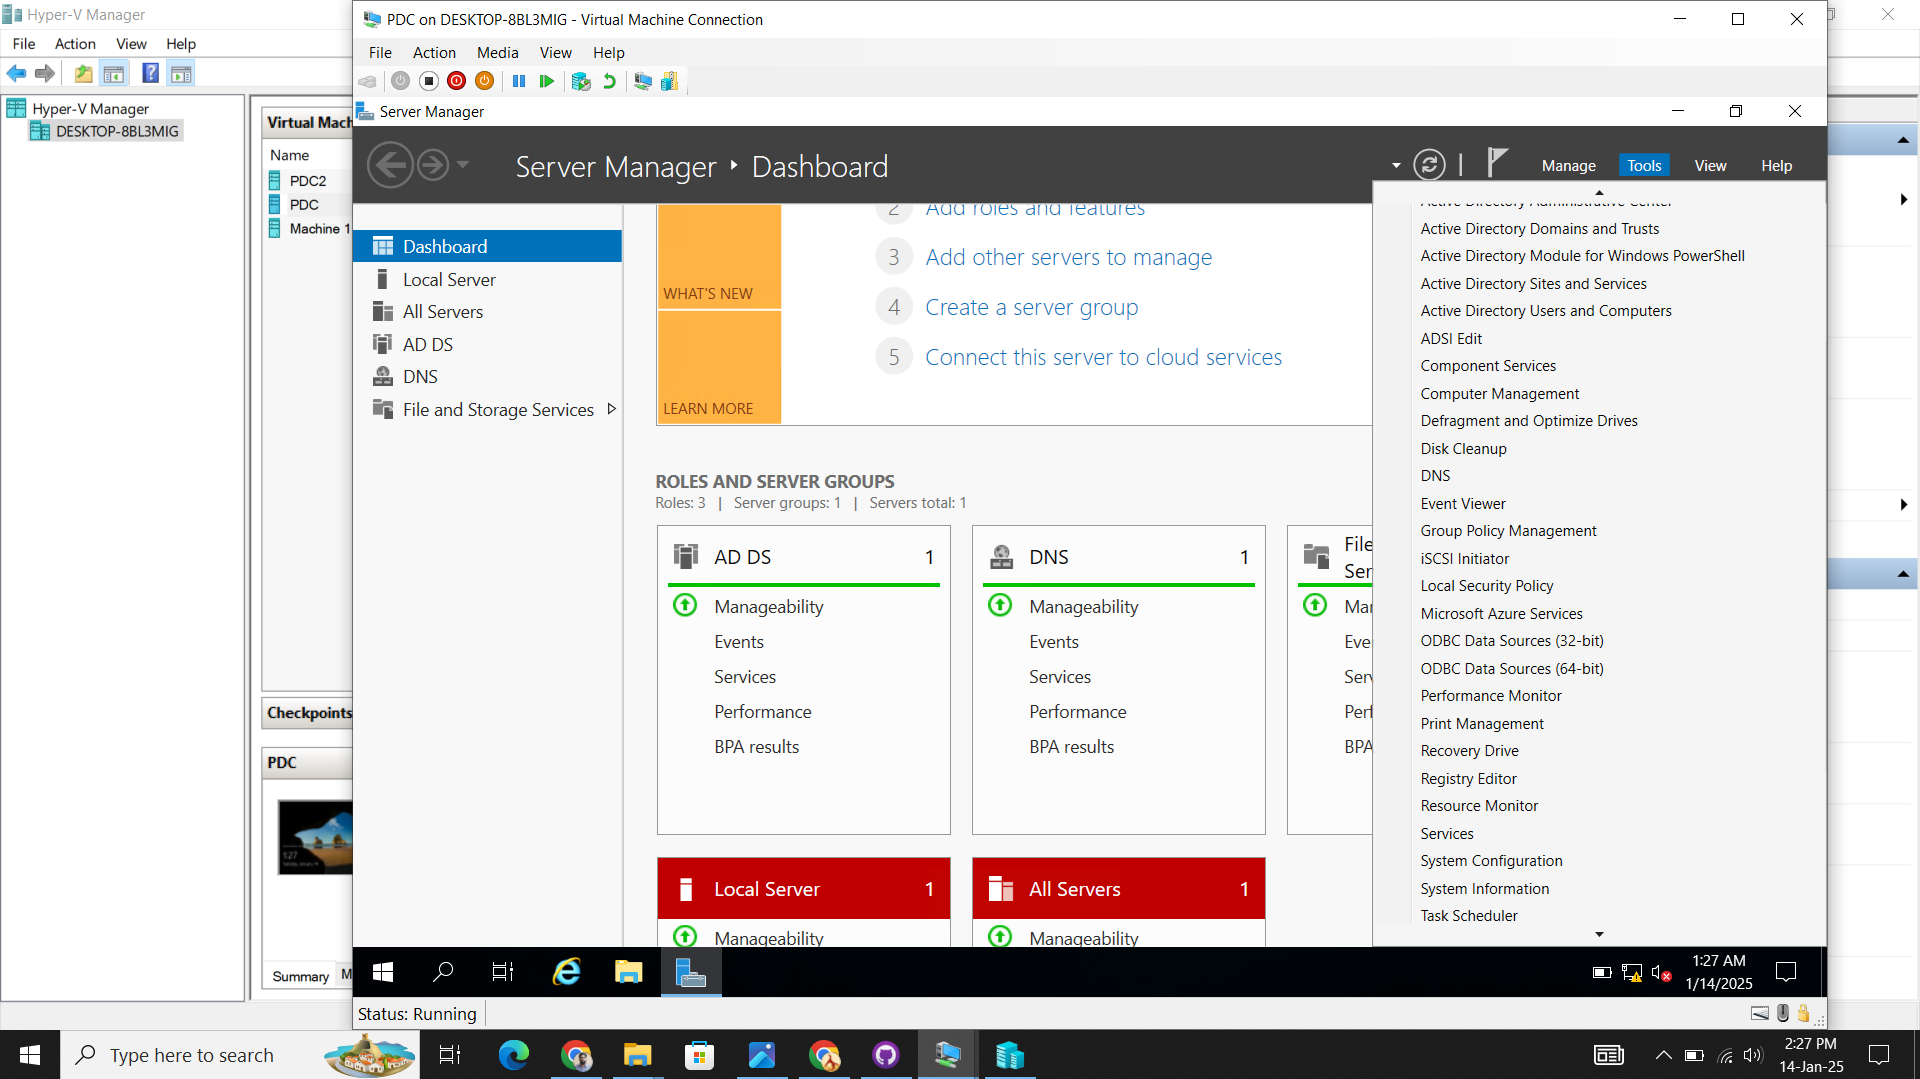 Hyper-V Manager
File Action View Help
Hyper-V Manager
DESKTOP-8BL3MIG
Virtual Mach
Name
PDC2
PDC
Machine 1
Checkpoints
PDC
Summary M
PDC on DESKTOP-8BL3MIG - Virtual Machine Connection
File Action Media View Help
Server Manager
Server Manager Dashboard
Manage Tools View Help
Dashboard
Local Server
All Servers
AD DS
DNS
File and Storage Services
WHAT'S NEW
LEARN MORE
2 Add roles and features
3 Add other servers to manage
4 Create a server group
5 Connect this server to cloud services
ROLES AND SERVER GROUPS
Roles: 3 | Server groups: 1 | Servers total: 1
AD DS 1
Manageability
Events
Services
Performance
BPA results
DNS 1
Manageability
Events
Services
Performance
BPA results
File
Ser
Mar
Eve
Serv
Perf
BPA
Local Server 1
Manageability
All Servers 1
Manageability
Active Directory Administrative Center
Active Directory Domains and Trusts
Active Directory Module for Windows PowerShell
Active Directory Sites and Services
Active Directory Users and Computers
ADSI Edit
Component Services
Computer Management
Defragment and Optimize Drives
Disk Cleanup
DNS
Event Viewer
Group Policy Management
iSCSI Initiator
Local Security Policy
Microsoft Azure Services
ODBC Data Sources (32-bit)
ODBC Data Sources (64-bit)
Performance Monitor
Print Management
Recovery Drive
Registry Editor
Resource Monitor
Services
System Configuration
System Information
Task Scheduler
1:27 AM
1/14/2025
Status: Running
Type here to search
2:27 PM
14-Jan-25